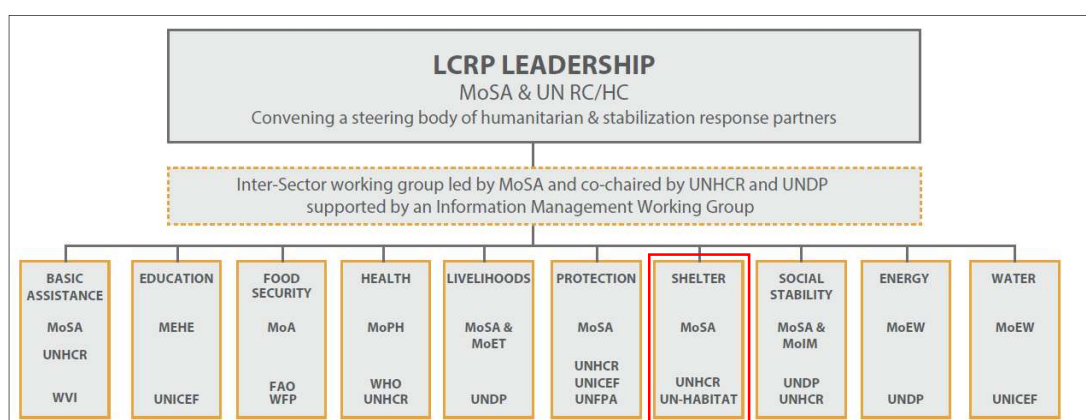 LCRP LEADERSHIP
MoSA & UN RC/HC
Convening a steering body of humanitarian & stabilization response partners
Inter-Sector working group led by MoSA and co-chaired by UNHCR and UNDP
supported by an Information Management Working Group
BASIC
ASSISTANCE
MoSA
UNHCR
WVI
EDUCATION
MEHE
UNICEF
FOOD
SECURITY
MoA
FAO
WFP
HEALTH
MoPH
WHO
UNHCR
LIVELIHOODS
MoSA &
MoET
UNDP
PROTECTION
MoSA
UNHCR
UNICEF
UNFPA
SHELTER
MoSA
UNHCR
UN-HABITAT
SOCIAL
STABILITY
MoSA &
MoIM
UNDP
UNHCR
ENERGY
MoEW
UNDP
WATER
MoEW
UNICEF